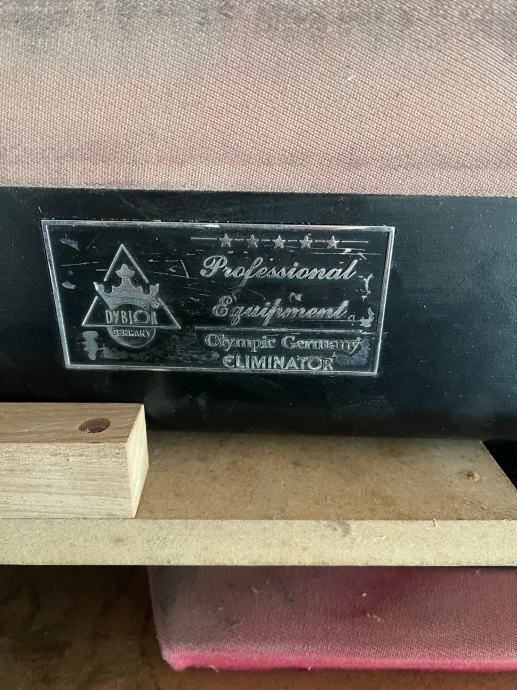 Professional
Equipment
DYBIOR
GERMANY
Olympic Germany
ELIMINATOR